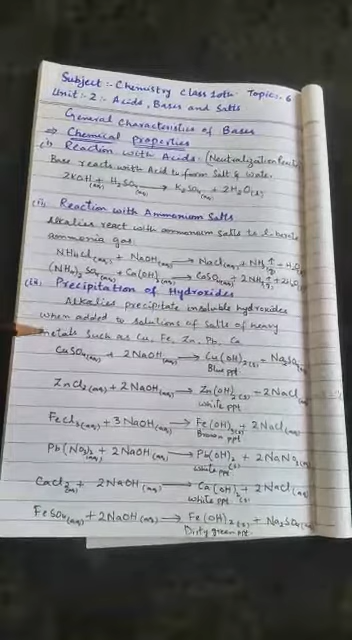 Subject :- Chemistry Class 10th Topic:- 6
Unit :- 2 :- Acids, Bases and Salts
General Characteristics of Bases
⇒ Chemical properties
(i) Reaction with Acids: (Neutralization
Base reacts with Acid to form Salt & Water.
2KOH(aq) + H₂SO₄(aq) → K₂SO₄(aq) + 2H₂O(l)
(ii) Reaction with Ammonium Salts
Alkalies react with ammonium salts to
ammonia gas
NH₄Cl(aq) + NaOH(aq) → NaCl(aq) + NH₃(g)↑ + H₂O
(NH₄)₂SO₄(aq) + Ca(OH)₂(aq) → CaSO₄(aq) + 2NH₃(g)↑ + 2H₂O
(iii) Precipitation of Hydroxides
Alkalies precipitate insoluble hydroxides
when added to solutions of salts of heavy
metals such as Cu, Fe, Zn, Pb, Ca
CuSO₄(aq) + 2NaOH(aq) → Cu(OH)₂(s) + Na₂SO₄
Blue ppt
ZnCl₂(aq) + 2NaOH(aq) → Zn(OH)₂(s) + 2NaCl(aq)
white ppt
FeCl₃(aq) + 3NaOH(aq) → Fe(OH)₃(s) + 2NaCl(aq)
Brown ppt
Pb(NO₃)₂(aq) + 2NaOH(aq) → Pb(OH)₂(s) + 2NaNO₃(aq)
white ppt
CaCl₂(aq) + 2NaOH(aq) → Ca(OH)₂(s) + 2NaCl(aq)
white ppt
FeSO₄(aq) + 2NaOH(aq) → Fe(OH)₂(s) + Na₂SO₄(aq)
Dirty green ppt.